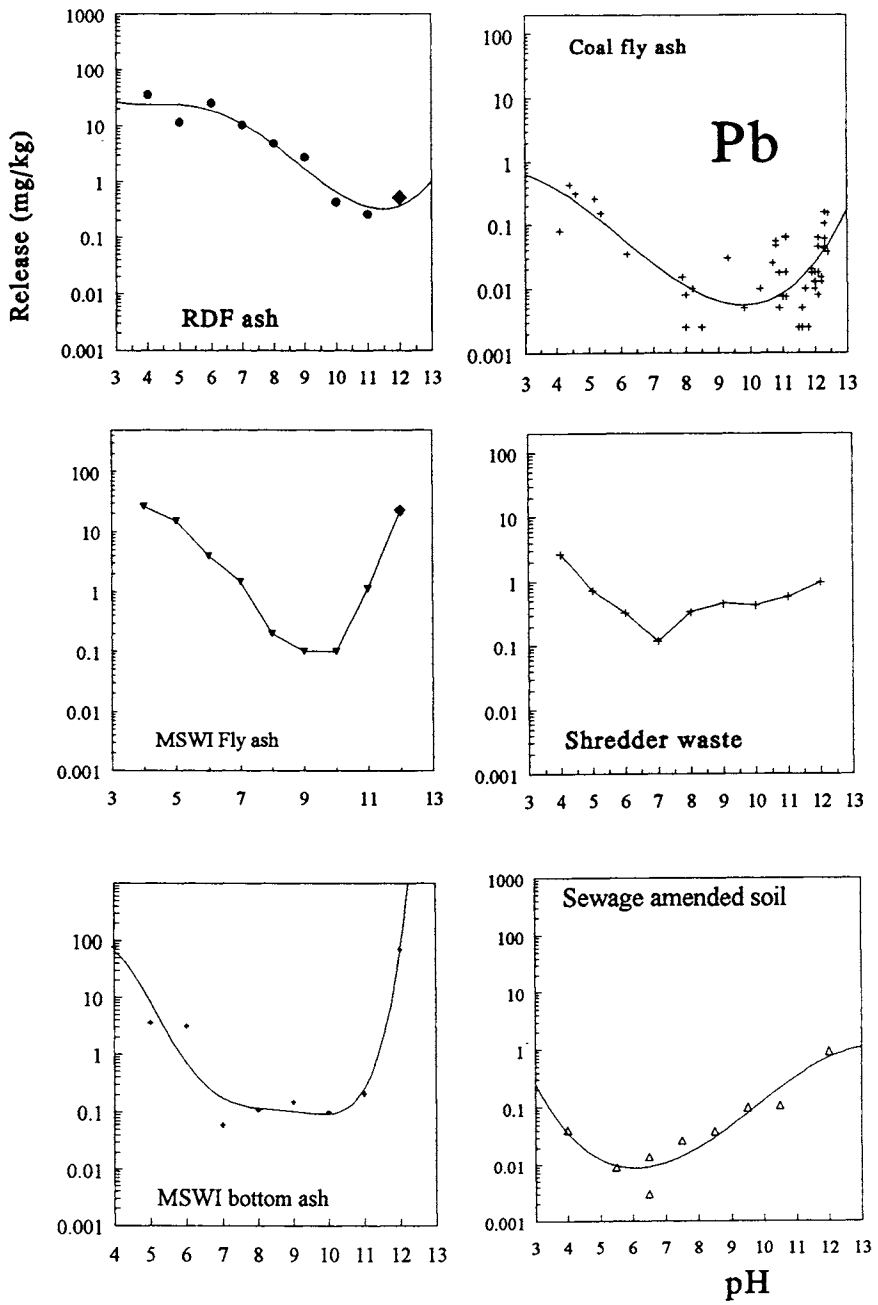 Release (mg/kg)
1000
100
10
1
0.1
0.01
0.001
RDF ash
3 4 5 6 7 8 9 10 11 12 13
Coal fly ash
Pb
100
10
1
0.1
0.01
0.001
3 4 5 6 7 8 9 10 11 12 13
100
10
1
0.1
0.01
0.001
MSWI Fly ash
3 5 7 9 11 13
100
10
1
0.1
0.01
0.001
Shredder waste
3 4 5 6 7 8 9 10 11 12 13
100
10
1
0.1
0.01
0.001
MSWI bottom ash
4 5 6 7 8 9 10 11 12 13
Sewage amended soil
1000
100
10
1
0.1
0.01
0.001
3 4 5 6 7 8 9 10 11 12 13
pH